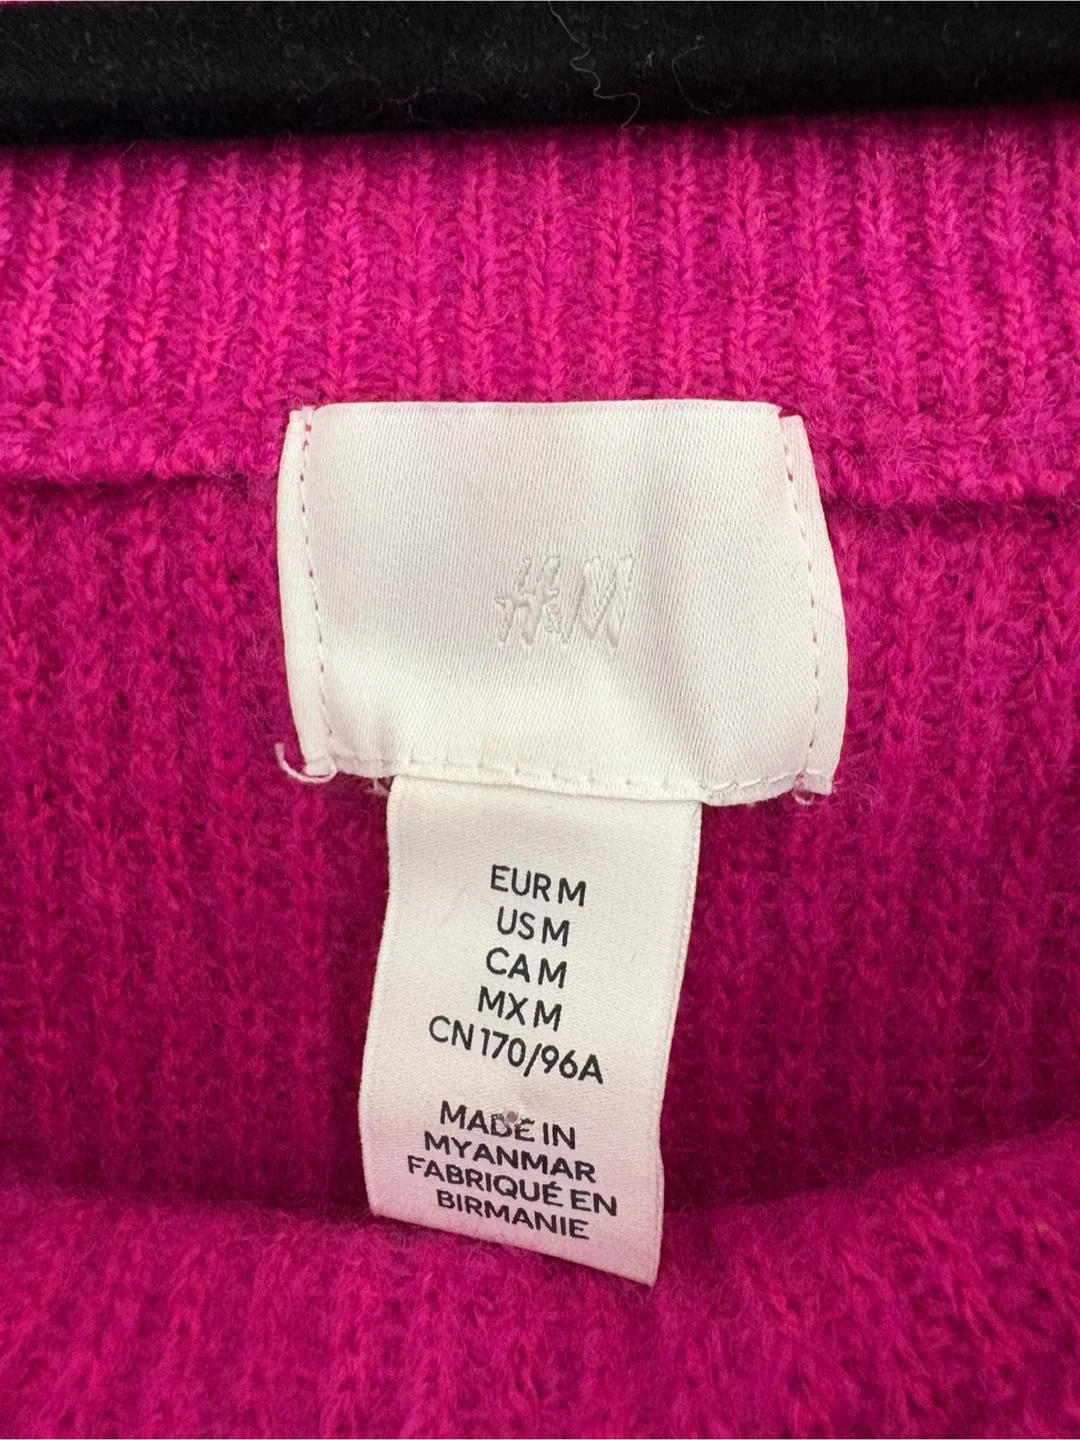 H&M
EUR M
US M
CA M
MX M
CN 170/96A
MADE IN
MYANMAR
FABRIQUÉ EN
BIRMANIE